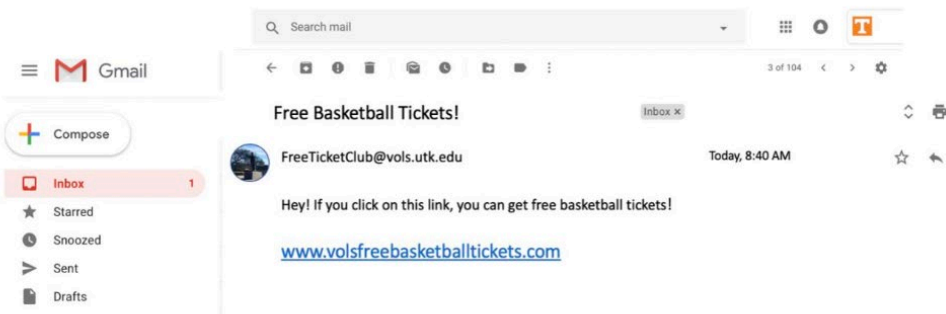 Search mail
T
Gmail
3 of 104
Free Basketball Tickets!
Inbox ×
Compose
FreeTicketClub@vols.utk.edu
Today, 8:40 AM
Inbox 1
Hey! If you click on this link, you can get free basketball tickets!
Starred
Snoozed
www.volsfreebasketballtickets.com
Sent
Drafts